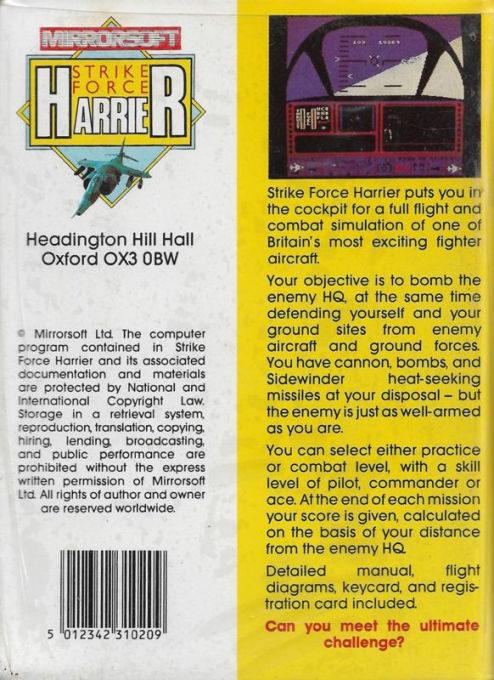 MIRRORSOFT
STRIKE
FORCE
HARRIER
Headington Hill Hall
Oxford OX3 0BW
© Mirrorsoft Ltd. The computer
program contained in Strike
Force Harrier and its associated
documentation and materials
are protected by National and
International Copyright Law.
Storage in a retrieval system,
reproduction, translation, copying,
hiring, lending, broadcasting,
and public performance are
prohibited without the express
written permission of Mirrorsoft
Ltd. All rights of author and owner
are reserved worldwide.
5 012342 310209
Strike Force Harrier puts you in
the cockpit for a full flight and
combat simulation of one of
Britain's most exciting fighter
aircraft.
Your objective is to bomb the
enemy HQ, at the same time
defending yourself and your
ground sites from enemy
aircraft and ground forces.
You have cannon, bombs, and
Sidewinder heat-seeking
missiles at your disposal – but
the enemy is just as well-armed
as you are.
You can select either practice
or combat level, with a skill
level of pilot, commander or
ace. At the end of each mission
your score is given, calculated
on the basis of your distance
from the enemy HQ.
Detailed manual, flight
diagrams, keycard, and regis-
tration card included.
Can you meet the ultimate
challenge?